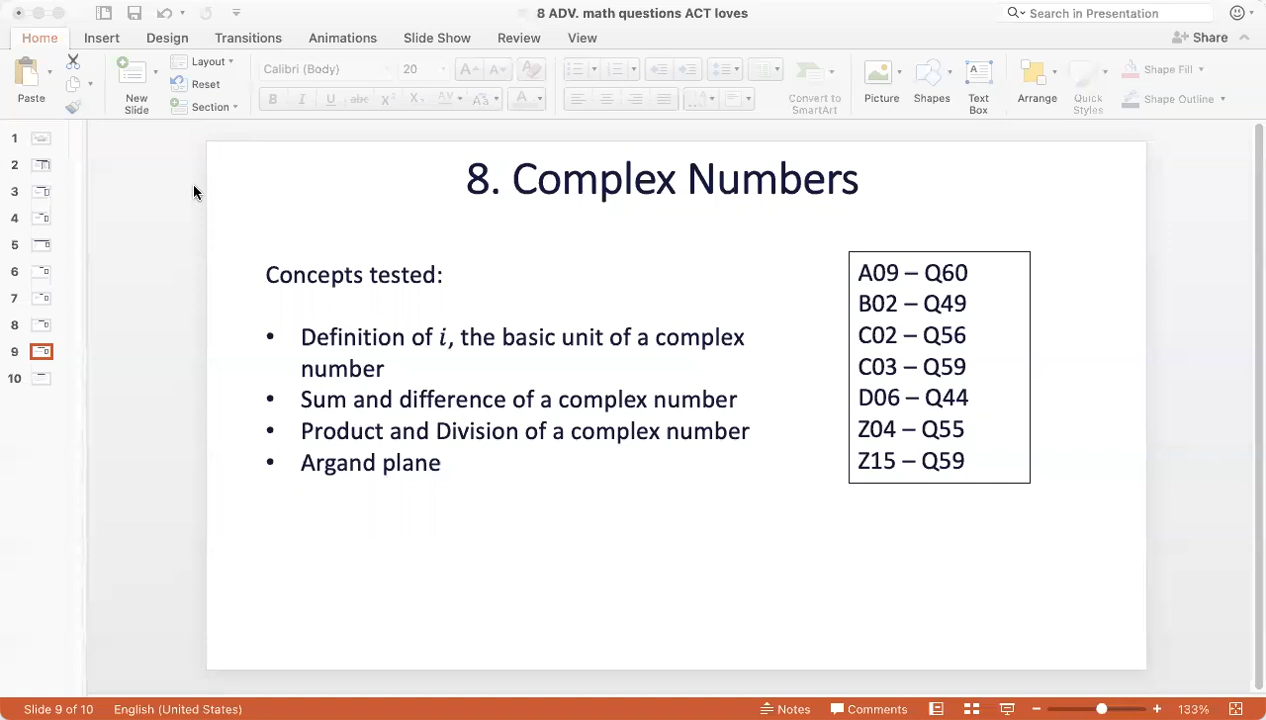 8 ADV. math questions ACT loves
Search in Presentation
Home Insert Design Transitions Animations Slide Show Review View
Share
Paste
New Slide
Layout
Reset
Section
Calibri (Body) 20
Convert to SmartArt
Picture
Shapes
Text Box
Arrange
Quick Styles
Shape Fill
Shape Outline
1
2
3
4
5
6
7
8
9
10
8. Complex Numbers
Concepts tested:
• Definition of i, the basic unit of a complex
number
• Sum and difference of a complex number
• Product and Division of a complex number
• Argand plane
A09 – Q60
B02 – Q49
C02 – Q56
C03 – Q59
D06 – Q44
Z04 – Q55
Z15 – Q59
Slide 9 of 10 English (United States) Notes Comments 133%